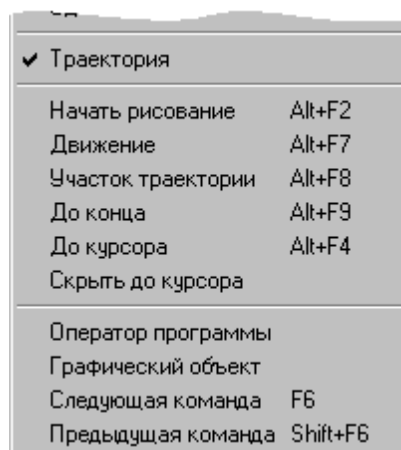 Траектория
Начать рисование Alt+F2
Движение Alt+F7
Участок траектории Alt+F8
До конца Alt+F9
До курсора Alt+F4
Скрыть до курсора
Оператор программы
Графический объект
Следующая команда F6
Предыдущая команда Shift+F6